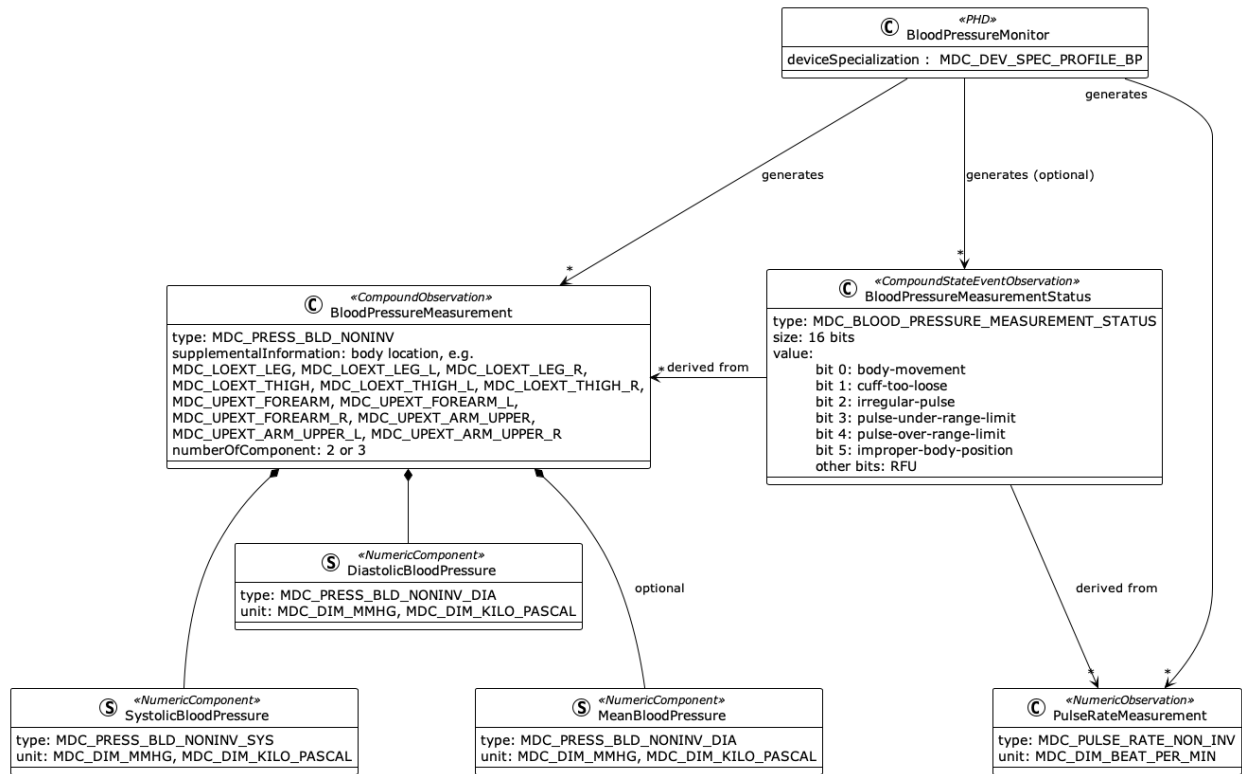 «PHD»
C BloodPressureMonitor
deviceSpecialization : MDC_DEV_SPEC_PROFILE_BP
generates
generates
generates (optional)
*
*
«CompoundObservation»
C BloodPressureMeasurement
type: MDC_PRESS_BLD_NONINV
supplementalInformation: body location, e.g.
MDC_LOEXT_LEG, MDC_LOEXT_LEG_L, MDC_LOEXT_LEG_R,
MDC_LOEXT_THIGH, MDC_LOEXT_THIGH_L, MDC_LOEXT_THIGH_R,
MDC_UPEXT_FOREARM, MDC_UPEXT_FOREARM_L,
MDC_UPEXT_FOREARM_R, MDC_UPEXT_ARM_UPPER,
MDC_UPEXT_ARM_UPPER_L, MDC_UPEXT_ARM_UPPER_R
numberOfComponent: 2 or 3
* derived from
«CompoundStateEventObservation»
C BloodPressureMeasurementStatus
type: MDC_BLOOD_PRESSURE_MEASUREMENT_STATUS
size: 16 bits
value:
bit 0: body-movement
bit 1: cuff-too-loose
bit 2: irregular-pulse
bit 3: pulse-under-range-limit
bit 4: pulse-over-range-limit
bit 5: improper-body-position
other bits: RFU
«NumericComponent»
S DiastolicBloodPressure
type: MDC_PRESS_BLD_NONINV_DIA
unit: MDC_DIM_MMHG, MDC_DIM_KILO_PASCAL
optional
derived from
*
*
«NumericComponent»
S SystolicBloodPressure
type: MDC_PRESS_BLD_NONINV_SYS
unit: MDC_DIM_MMHG, MDC_DIM_KILO_PASCAL
«NumericComponent»
S MeanBloodPressure
type: MDC_PRESS_BLD_NONINV_DIA
unit: MDC_DIM_MMHG, MDC_DIM_KILO_PASCAL
«NumericObservation»
C PulseRateMeasurement
type: MDC_PULSE_RATE_NON_INV
unit: MDC_DIM_BEAT_PER_MIN